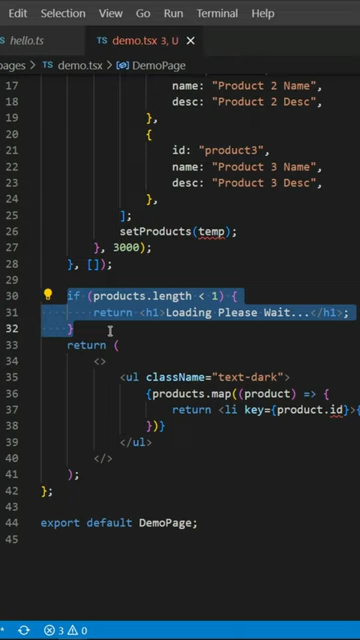 Edit Selection View Go Run Terminal Help
hello.ts demo.tsx 3, U
pages > demo.tsx > DemoPage
17 name: "Product 2 Name",
18 desc: "Product 2 Desc",
19 },
20 {
21 id: "product3",
22 name: "Product 3 Name",
23 desc: "Product 3 Desc",
24 },
25 ];
26 setProducts(temp);
27 }, 3000);
28 }, []);
29
30 if (products.length < 1) {
31 return <h1>Loading Please Wait...</h1>;
32 }
33 return (
34 <>
35 <ul className="text-dark">
36 {products.map((product) => {
37 return <li key={product.id}>{
38 })}
39 </ul>
40 </>
41 );
42 };
43
44 export default DemoPage;
45
3 0